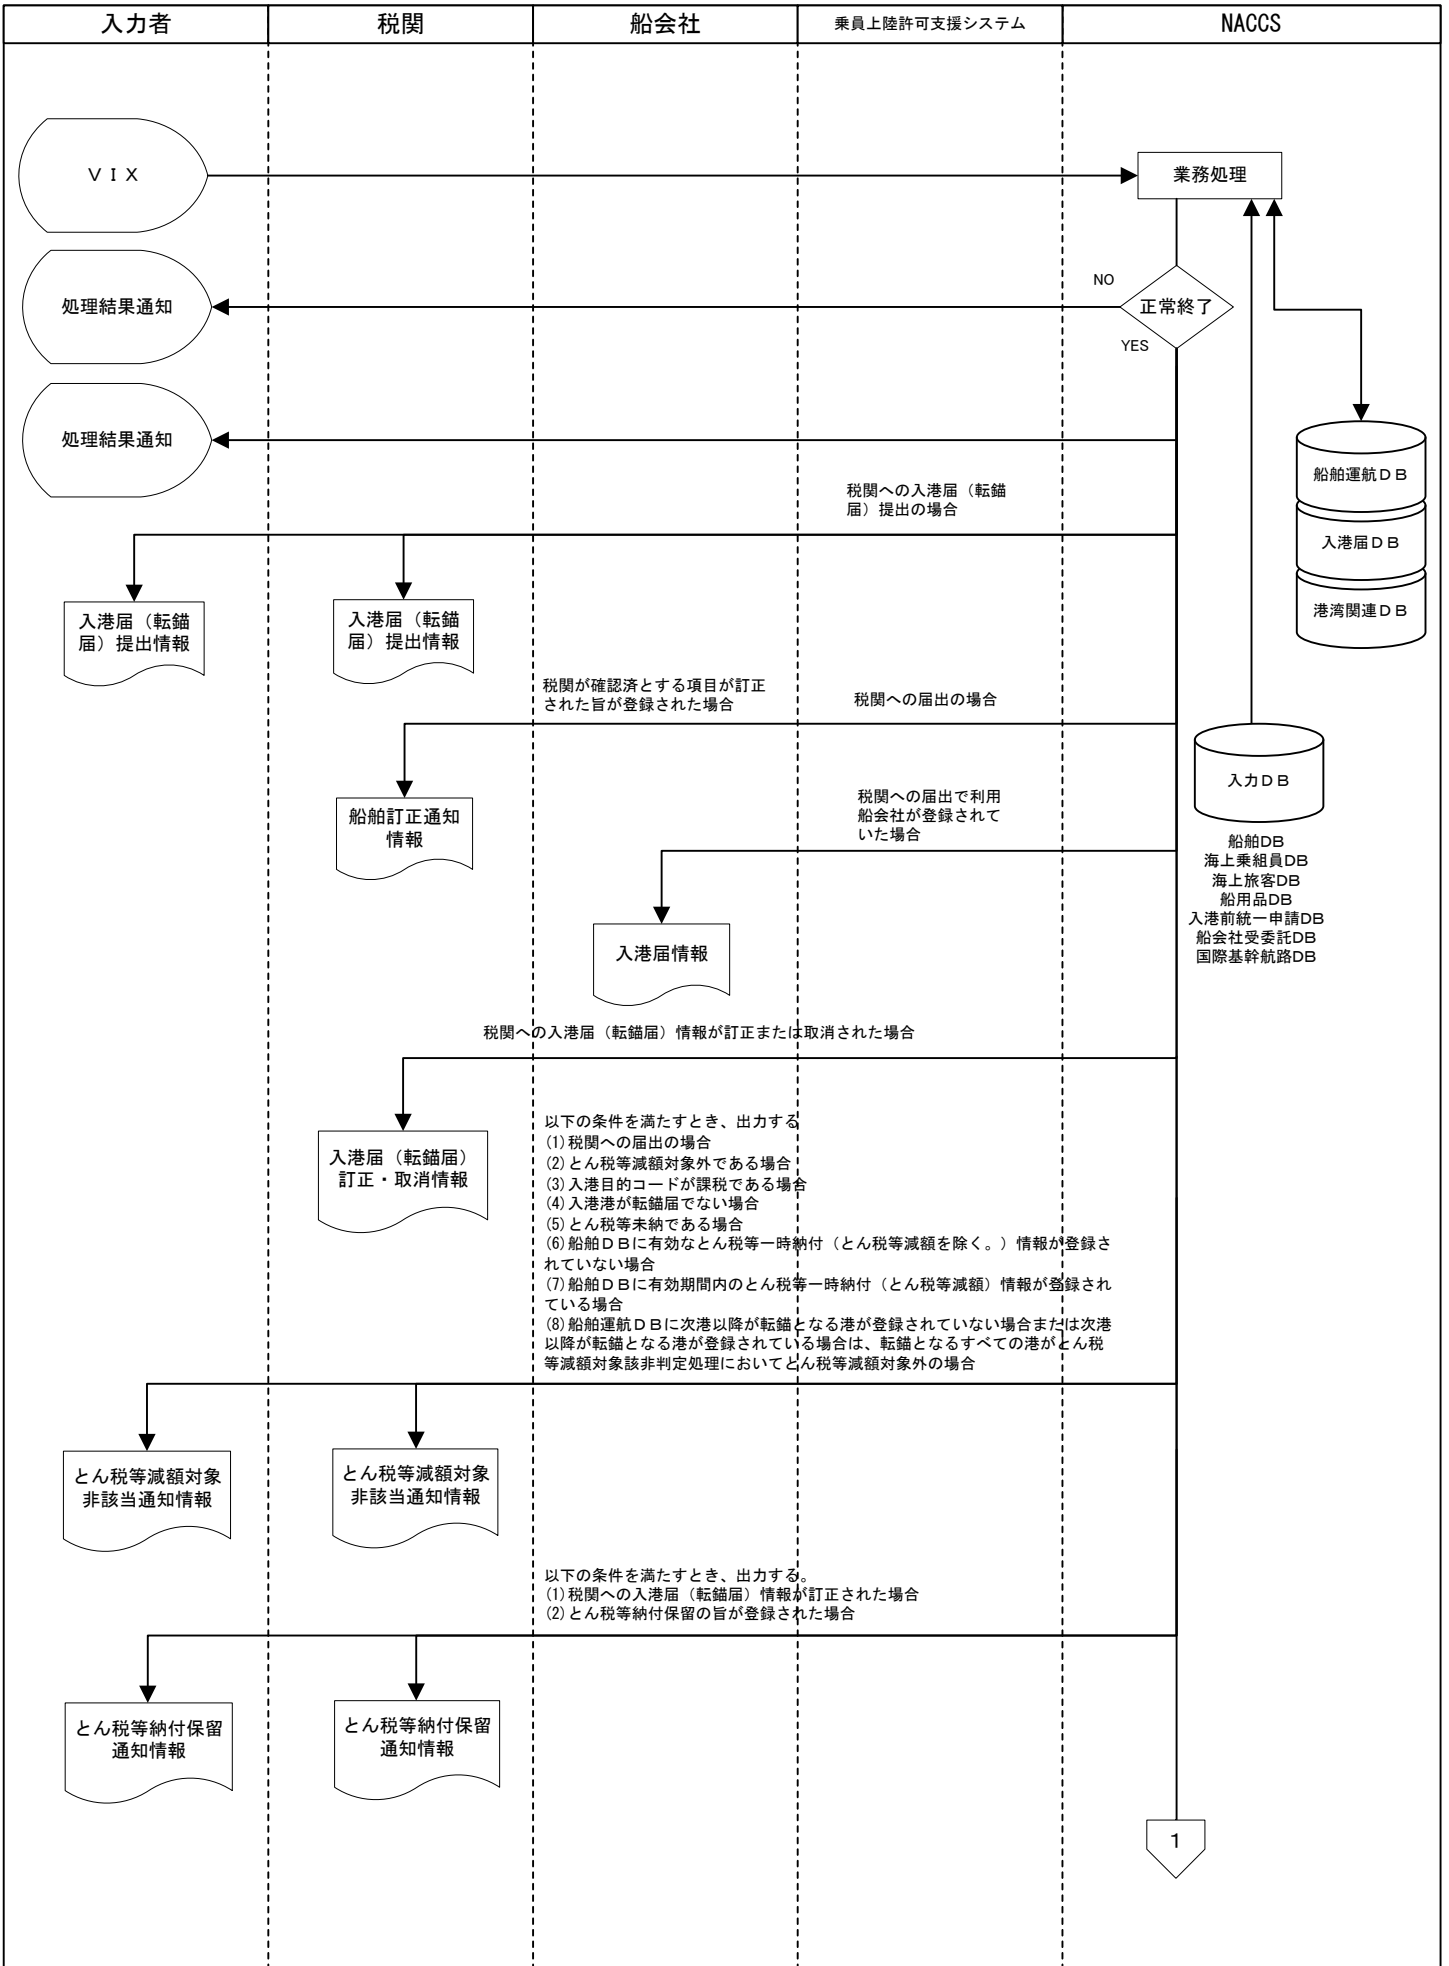 入力者
税関
船会社
乗員上陸許可支援システム
NACCS
ＶＩＸ
業務処理
処理結果通知
NO
正常終了
YES
処理結果通知
船舶運航ＤＢ
入港届ＤＢ
港湾関連ＤＢ
税関への入港届（転錨
届）提出の場合
入港届（転錨
届）提出情報
入港届（転錨
届）提出情報
税関が確認済とする項目が訂正
された旨が登録された場合
税関への届出の場合
船舶訂正通知
情報
入力ＤＢ
船舶DB
海上乗組員DB
海上旅客DB
船用品DB
入港前統一申請DB
船会社受委託DB
国際基幹航路DB
税関への届出で利用
船会社が登録されて
いた場合
入港届情報
税関への入港届（転錨届）情報が訂正または取消された場合
入港届（転錨届）
訂正・取消情報
以下の条件を満たすとき、出力する
(1)税関への届出の場合
(2)とん税等減額対象外である場合
(3)入港目的コードが課税である場合
(4)入港港が転錨届でない場合
(5)とん税等未納である場合
(6)船舶ＤＢに有効なとん税等一時納付（とん税等減額を除く。）情報が登録さ
れていない場合
(7)船舶ＤＢに有効期間内のとん税等一時納付（とん税等減額）情報が登録され
ている場合
(8)船舶運航ＤＢに次港以降が転錨となる港が登録されていない場合または次港
以降が転錨となる港が登録されている場合は、転錨となるすべての港がとん税
等減額対象該非判定処理においてとん税等減額対象外の場合
とん税等減額対象
非該当通知情報
とん税等減額対象
非該当通知情報
以下の条件を満たすとき、出力する。
(1)税関への入港届（転錨届）情報が訂正された場合
(2)とん税等納付保留の旨が登録された場合
とん税等納付保留
通知情報
とん税等納付保留
通知情報
1